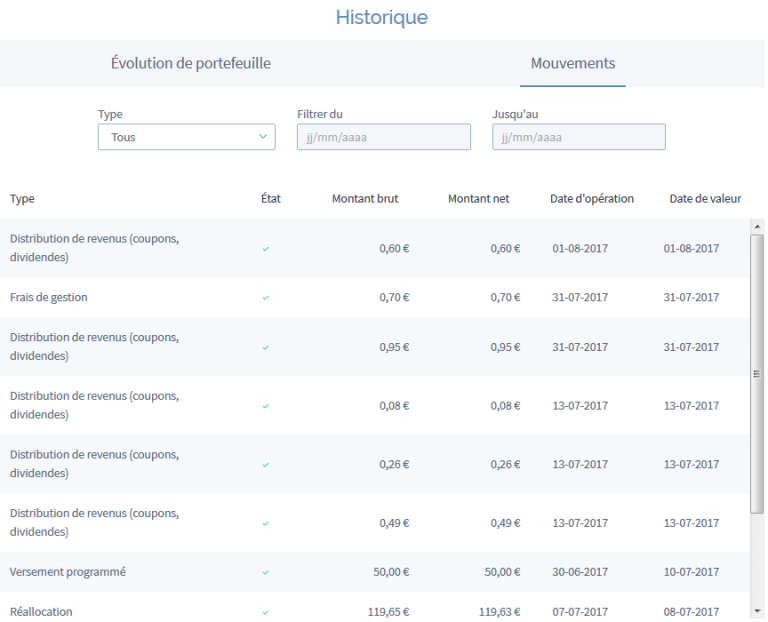 Historique
Évolution de portefeuille Mouvements
Type Filtrer du Jusqu'au
Tous jj/mm/aaaa jj/mm/aaaa
Type État Montant brut Montant net Date d'opération Date de valeur
Distribution de revenus (coupons,
dividendes) 0,60 € 0,60 € 01-08-2017 01-08-2017
Frais de gestion 0,70 € 0,70 € 31-07-2017 31-07-2017
Distribution de revenus (coupons,
dividendes) 0,95 € 0,95 € 31-07-2017 31-07-2017
Distribution de revenus (coupons,
dividendes) 0,08 € 0,08 € 13-07-2017 13-07-2017
Distribution de revenus (coupons,
dividendes) 0,26 € 0,26 € 13-07-2017 13-07-2017
Distribution de revenus (coupons,
dividendes) 0,49 € 0,49 € 13-07-2017 13-07-2017
Versement programmé 50,00 € 50,00 € 30-06-2017 10-07-2017
Réallocation 119,65 € 119,63 € 07-07-2017 08-07-2017